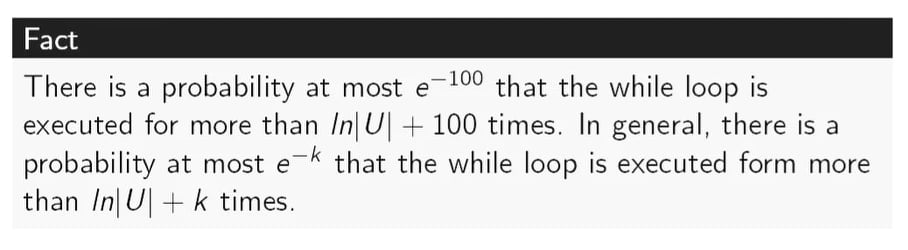 Fact
There is a probability at most e^{-100} that the while loop is
executed for more than ln|U| + 100 times. In general, there is a
probability at most e^{-k} that the while loop is executed form more
than ln|U| + k times.